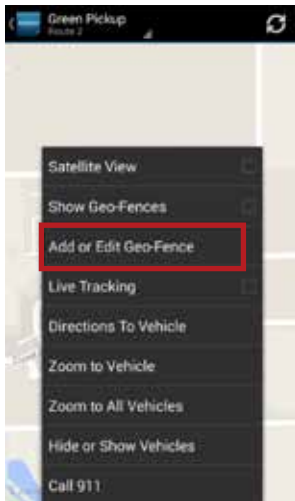 Green Pickup
Route 2
Satellite View
Show Geo-Fences
Add or Edit Geo-Fence
Live Tracking
Directions To Vehicle
Zoom to Vehicle
Zoom to All Vehicles
Hide or Show Vehicles
Call 911